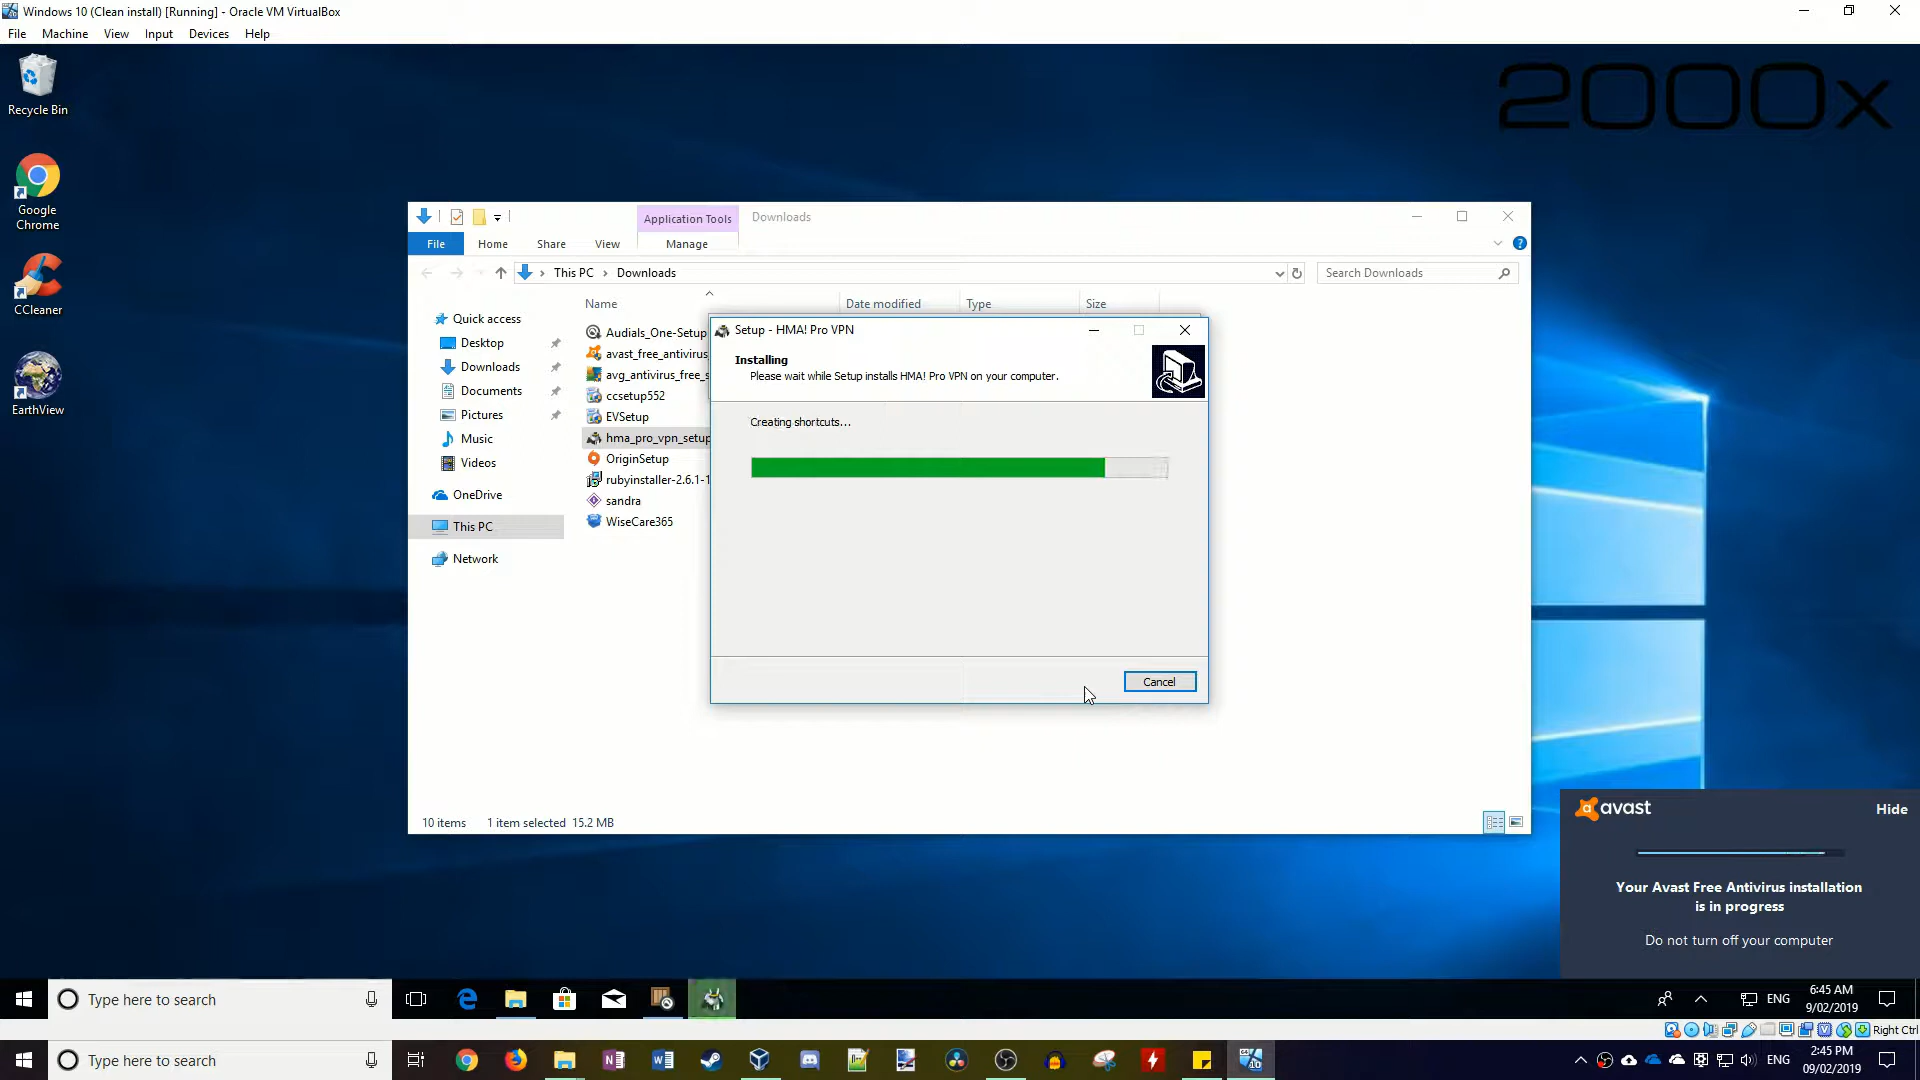 Windows 10 (Clean install) [Running] - Oracle VM VirtualBox
File Machine View Input Devices Help
2000x
Recycle Bin
Google
Chrome
CCleaner
EarthView
Application Tools Downloads
File Home Share View Manage
This PC Downloads Search Downloads
Name Date modified Type Size
Quick access
Desktop
Downloads
Documents
Pictures
Music
Videos
OneDrive
This PC
Network
Audials_One-Setup
avast_free_antivirus
avg_antivirus_free_s
ccsetup552
EVSetup
hma_pro_vpn_setup
OriginSetup
rubyinstaller-2.6.1-1
sandra
WiseCare365
Setup - HMA! Pro VPN
Installing
Please wait while Setup installs HMA! Pro VPN on your computer.
Creating shortcuts...
Cancel
10 items 1 item selected 15.2 MB
avast Hide
Your Avast Free Antivirus installation
is in progress
Do not turn off your computer
Type here to search ENG 6:45 AM
9/02/2019
Right Ctrl
Type here to search ENG 2:45 PM
09/02/2019